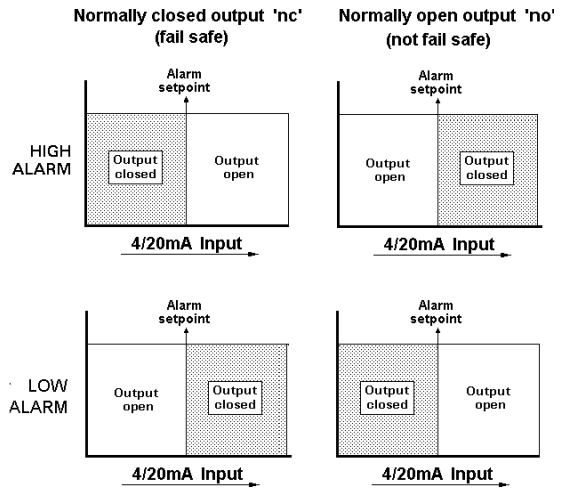 Normally closed output 'nc'
(fail safe)
Normally open output 'no'
(not fail safe)
HIGH
ALARM
Alarm
setpoint
Output
closed
Output
open
4/20mA Input
Alarm
setpoint
Output
open
Output
closed
4/20mA Input
LOW
ALARM
Alarm
setpoint
Output
open
Output
closed
4/20mA Input
Alarm
setpoint
Output
closed
Output
open
4/20mA Input